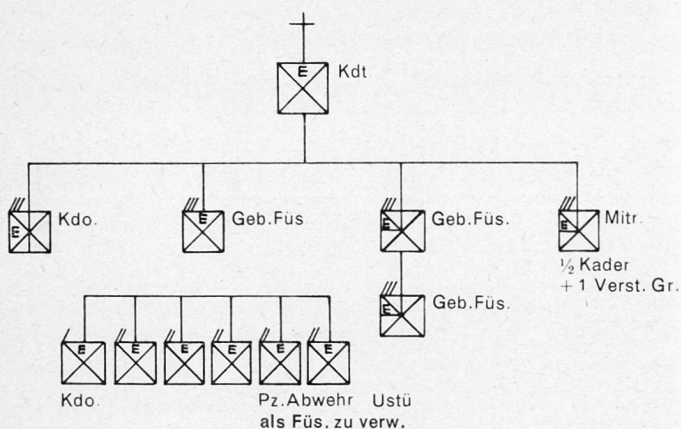 E Kdt
E Kdo.
E Geb.Füs
E Geb.Füs.
E Mitr.
½ Kader
+ 1 Verst. Gr.
E Geb.Füs.
E E E E E E
Kdo.
Pz.Abwehr Ustü
als Füs. zu verw.